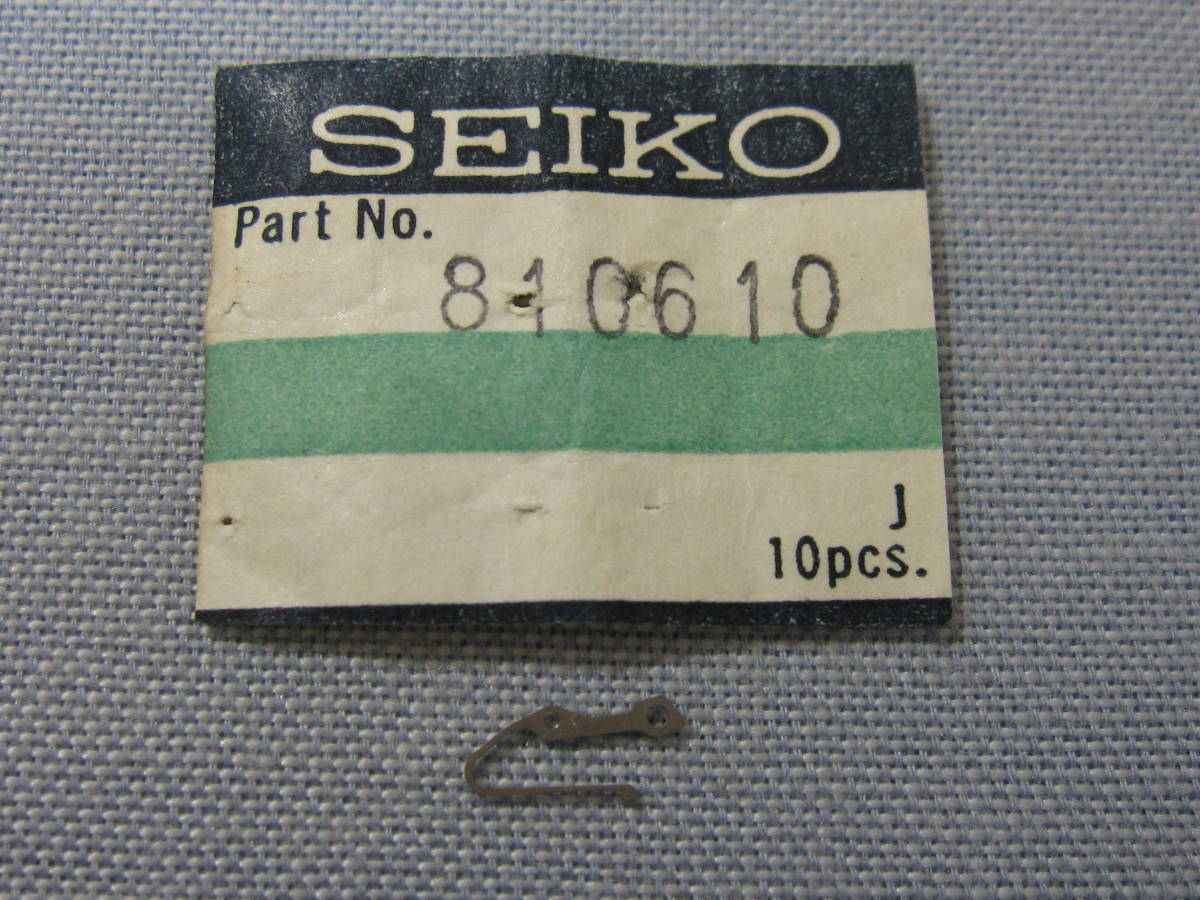 SEIKO
Part No.
810610
J
10pcs.